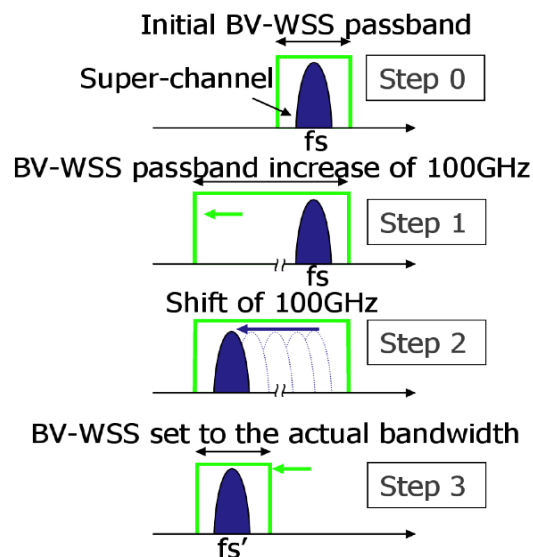 Initial BV-WSS passband
Super-channel
Step 0
fs
BV-WSS passband increase of 100GHz
Step 1
fs
Shift of 100GHz
Step 2
BV-WSS set to the actual bandwidth
Step 3
fs'